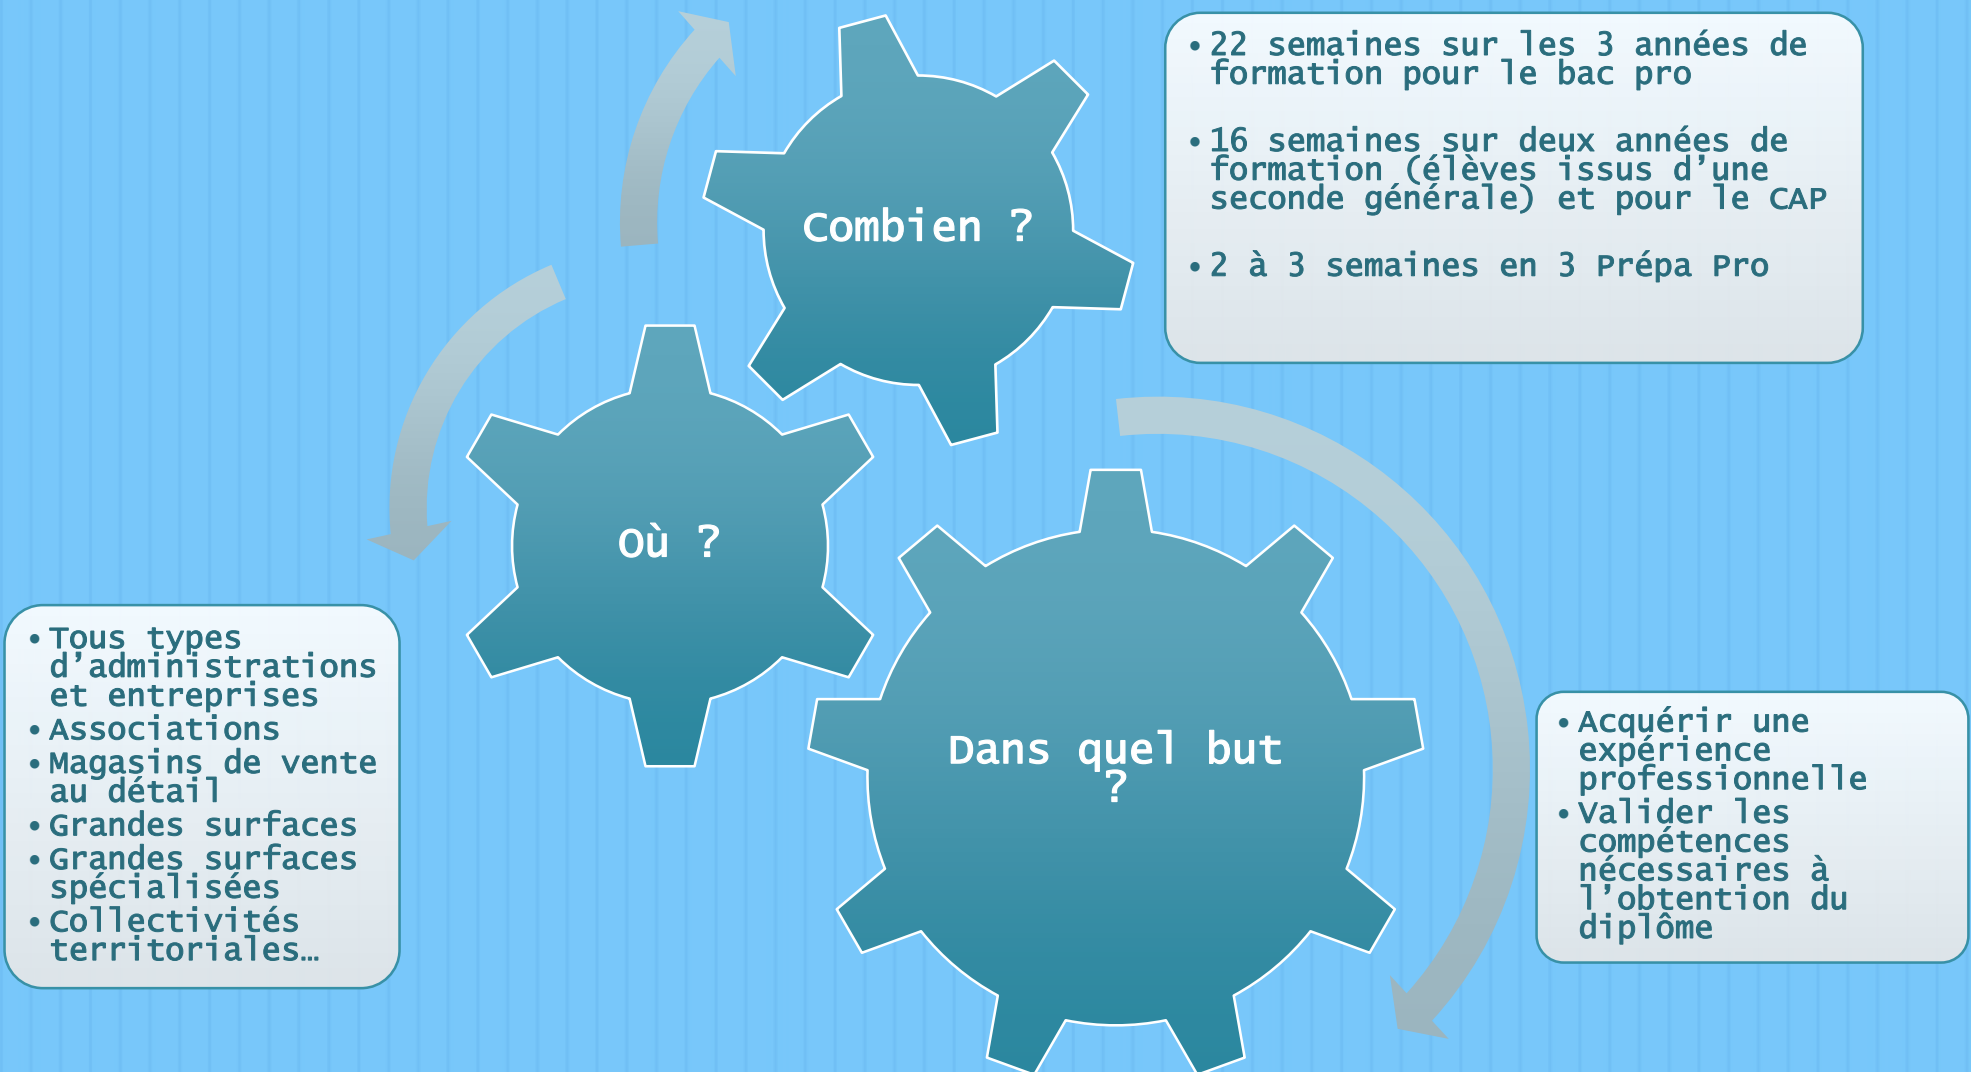 Combien ?
• 22 semaines sur les 3 années de
formation pour le bac pro
• 16 semaines sur deux années de
formation (élèves issus d’une
seconde générale) et pour le CAP
• 2 à 3 semaines en 3 Prépa Pro
Où ?
• Tous types
d’administrations
et entreprises
• Associations
• Magasins de vente
au détail
• Grandes surfaces
• Grandes surfaces
spécialisées
• Collectivités
territoriales…
Dans quel but
?
• Acquérir une
expérience
professionnelle
• Valider les
compétences
nécessaires à
l’obtention du
diplôme